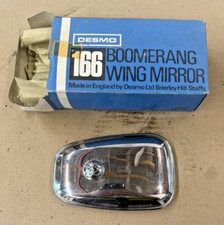 DESMO
166 BOOMERANG
WING MIRROR
Made in England by Desmo Ltd Brierley Hill Staffs.